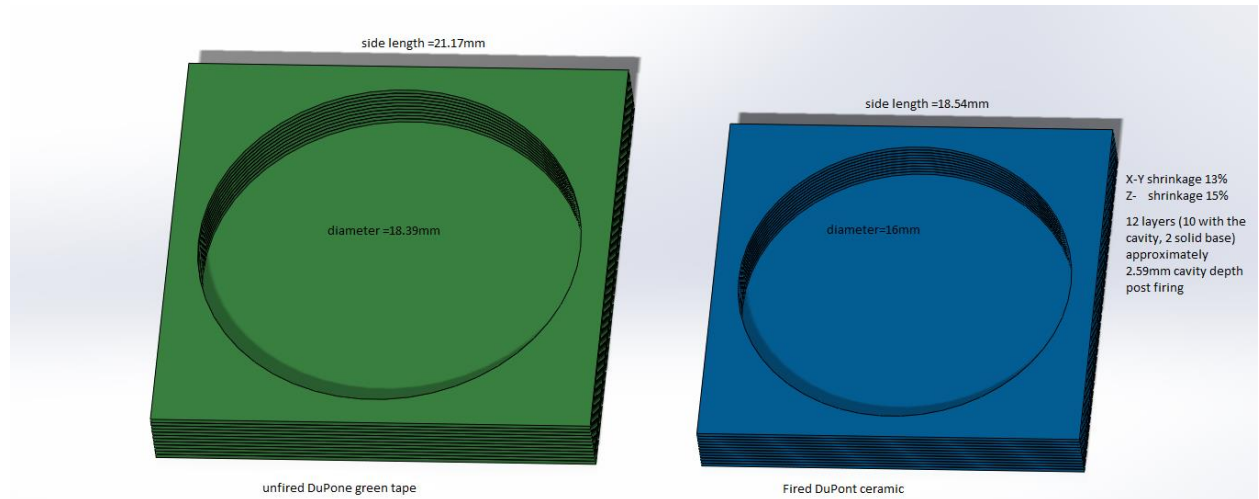 side length =21.17mm
diameter =18.39mm
unfired DuPone green tape
side length =18.54mm
diameter=16mm
Fired DuPont ceramic
X-Y shrinkage 13%
Z- shrinkage 15%
12 layers (10 with the
cavity, 2 solid base)
approximately
2.59mm cavity depth
post firing